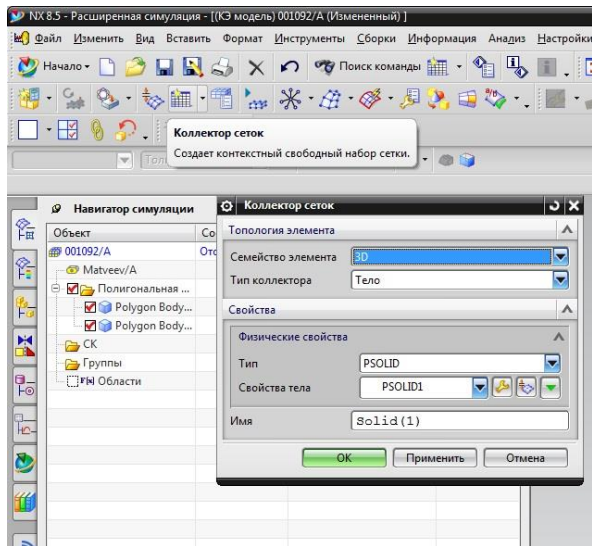 NX 8.5 - Расширенная симуляция - [(КЭ модель) 001092/A (Измененный) ]
Файл Изменить Вид Вставить Формат Инструменты Сборки Информация Анализ Настройки
Начало Поиск команды
Коллектор сеток
Создает контекстный свободный набор сетки.
Навигатор симуляции
Объект
001092/A
Matveev/A
Полигональная ...
Polygon Body...
Polygon Body...
СК
Группы
Области
Коллектор сеток
Топология элемента
Семейство элемента 3D
Тип коллектора Тело
Свойства
Физические свойства
Тип PSOLID
Свойства тела PSOLID1
Имя Solid(1)
ОК Применить Отмена